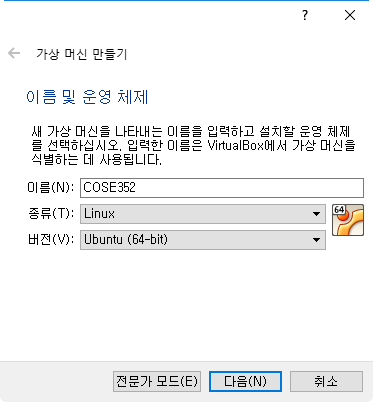 ?
가상 머신 만들기
이름 및 운영 체제
새 가상 머신을 나타내는 이름을 입력하고 설치할 운영 체제
를 선택하십시오. 입력한 이름은 VirtualBox에서 가상 머신을
식별하는 데 사용됩니다.
이름(N): COSE352
종류(T): Linux
64
버전(V): Ubuntu (64-bit)
전문가 모드(E) 다음(N) 취소